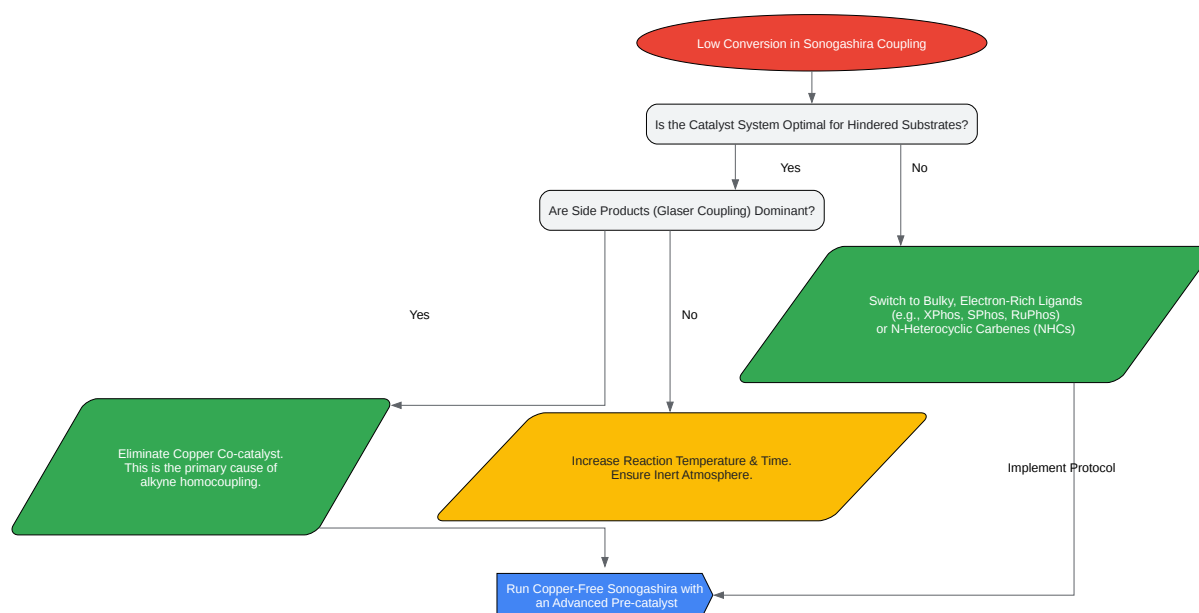 Low Conversion in Sonogashira Coupling
Is the Catalyst System Optimal for Hindered Substrates?
Yes
No
Are Side Products (Glaser Coupling) Dominant?
Switch to Bulky, Electron-Rich Ligands
(e.g., XPhos, SPhos, RuPhos)
or N-Heterocyclic Carbenes (NHCs)
Yes
No
Eliminate Copper Co-catalyst.
This is the primary cause of
alkyne homocoupling.
Increase Reaction Temperature & Time.
Ensure Inert Atmosphere.
Implement Protocol
Run Copper-Free Sonogashira with
an Advanced Pre-catalyst